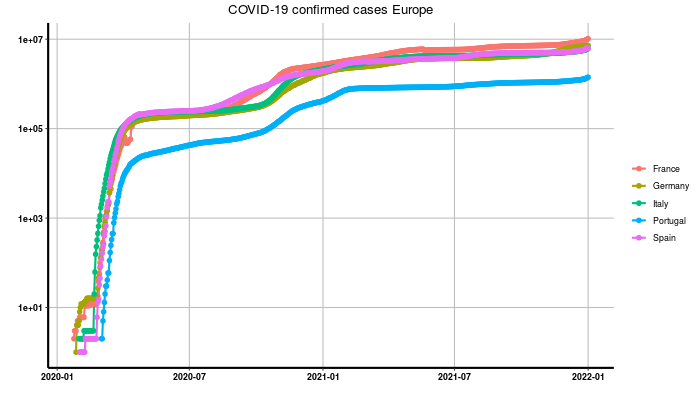 COVID-19 confirmed cases Europe
1e+07
1e+05
1e+03
1e+01
2020-01 2020-07 2021-01 2021-07 2022-01
France
Germany
Italy
Portugal
Spain